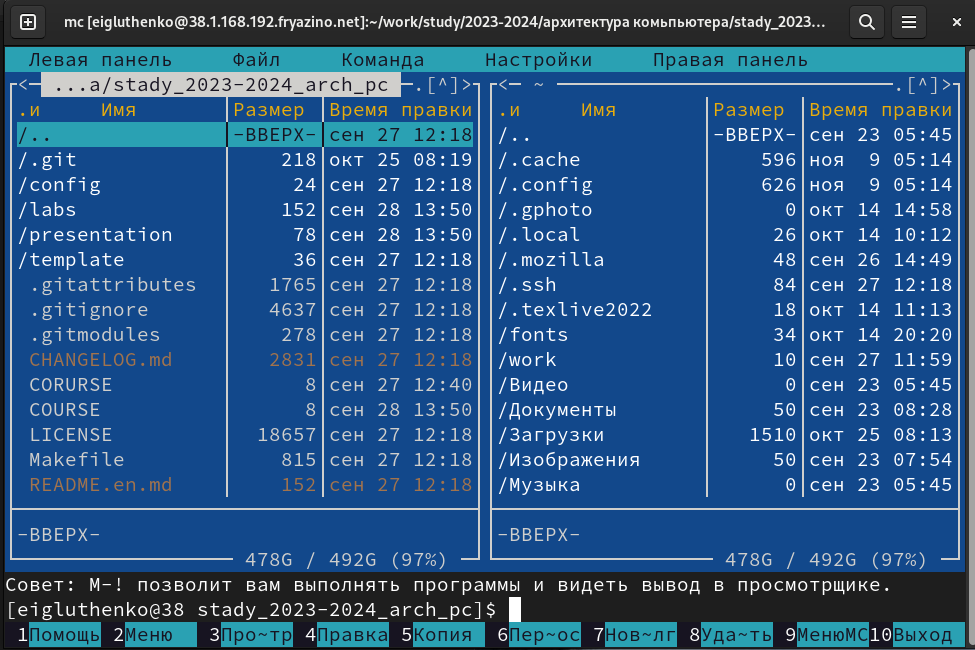 mc [eigluthenko@38.1.168.192.fryazino.net]:~/work/study/2023-2024/архитектура комьпьютера/stady_2023...
Левая панель Файл Команда Настройки Правая панель
<─ ...a/stady_2023-2024_arch_pc ─.[^]>
.и Имя Размер Время правки
/.. -ВВЕРХ- сен 27 12:18
/.git 218 окт 25 08:19
/config 24 сен 27 12:18
/labs 152 сен 28 13:50
/presentation 78 сен 28 13:50
/template 36 сен 27 12:18
.gitattributes 1765 сен 27 12:18
.gitignore 4637 сен 27 12:18
.gitmodules 278 сен 27 12:18
CHANGELOG.md 2831 сен 27 12:18
CORURSE 8 сен 27 12:40
COURSE 8 сен 28 13:50
LICENSE 18657 сен 27 12:18
Makefile 815 сен 27 12:18
README.en.md 152 сен 27 12:18
-ВВЕРХ-
478G / 492G (97%)
<─ ~ ─.[^]>
.и Имя Размер Время правки
/.. -ВВЕРХ- сен 23 05:45
/.cache 596 ноя 9 05:14
/.config 626 ноя 9 05:14
/.gphoto 0 окт 14 14:58
/.local 26 окт 14 10:12
/.mozilla 48 сен 26 14:49
/.ssh 84 сен 27 12:18
/.texlive2022 18 окт 14 11:13
/fonts 34 окт 14 20:20
/work 10 сен 27 11:59
/Видео 0 сен 23 05:45
/Документы 50 сен 23 08:28
/Загрузки 1510 окт 25 08:13
/Изображения 50 сен 23 07:54
/Музыка 0 сен 23 05:45
-ВВЕРХ-
478G / 492G (97%)
Совет: M-! позволит вам выполнять программы и видеть вывод в просмотрщике.
[eigluthenko@38 stady_2023-2024_arch_pc]$
1Помощь 2Меню 3Про~тр 4Правка 5Копия 6Пер~ос 7Нов~лг 8Уда~ть 9МенюMC 10Выход